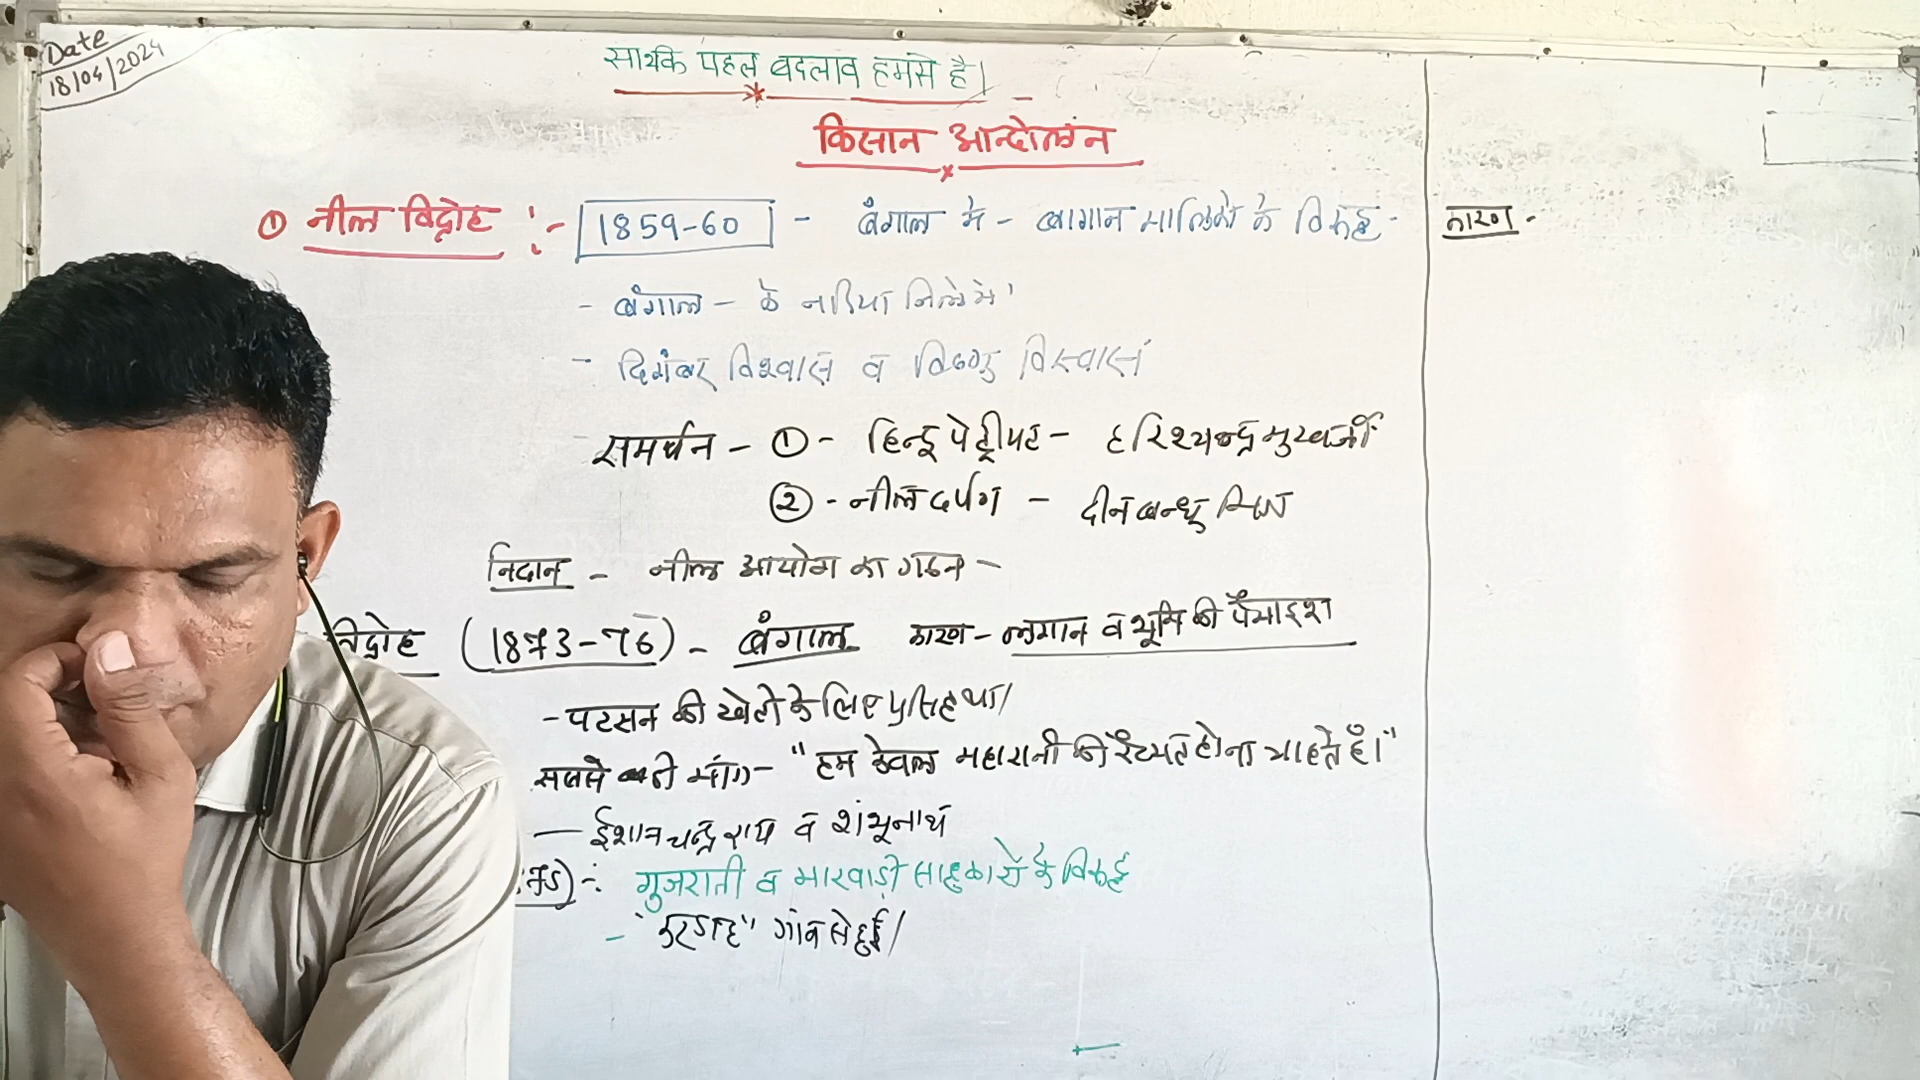 Date
18/04/2024
सार्थक पहल बदलाव हमसे है।
किसान आन्दोलन
① नील विद्रोह :- 1859-60 - बंगाल मे - बागान मालिको के विरुद्ध - कारण -
- बंगाल - के नदिया जिले मे
- दिगंबर विश्वास व विष्णु विस्वास
समर्थन - ① - हिन्दू पेट्रीयट - हरिश्चन्द्र मुखर्जी
② - नील दर्पण - दीनबन्धु मित्र
निदान - नील आयोग का गठन -
विद्रोह (1873-76) - बंगाल कारण - लगान व भूमि की पैमाइश
- पटसन की खेती के लिए प्रसिद्ध था/
सबसे बडी मांग - "हम केवल महारानी की रैय्यत होना चाहते हैं।"
— ईशान चन्द्र राय व शंभूनाथ
:- गुजराती व मारवाड़ी साहूकारो के विरुद्ध
- "करडाह" गांव से हुई/